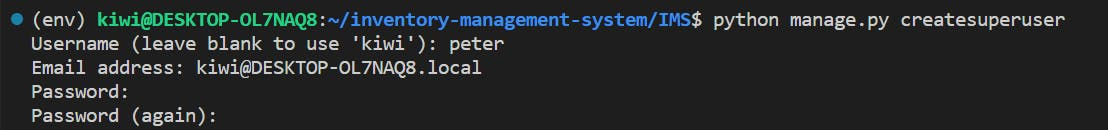 (env) kiwi@DESKTOP-OL7NAQ8:~/inventory-management-system/IMS$ python manage.py createsuperuser
Username (leave blank to use 'kiwi'): peter
Email address: kiwi@DESKTOP-OL7NAQ8.local
Password:
Password (again):